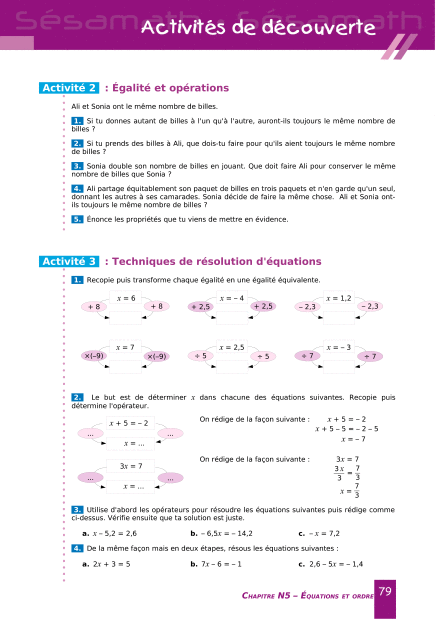 Sésamath Sésamath
Activités de découverte
Activité 2 : Égalité et opérations
Ali et Sonia ont le même nombre de billes.
1. Si tu donnes autant de billes à l'un qu'à l'autre, auront-ils toujours le même nombre de
billes ?
2. Si tu prends des billes à Ali, que dois-tu faire pour qu'ils aient toujours le même nombre
de billes ?
3. Sonia double son nombre de billes en jouant. Que doit faire Ali pour conserver le même
nombre de billes que Sonia ?
4. Ali partage équitablement son paquet de billes en trois paquets et n'en garde qu'un seul,
donnant les autres à ses camarades. Sonia décide de faire la même chose. Ali et Sonia ont-
ils toujours le même nombre de billes ?
5. Énonce les propriétés que tu viens de mettre en évidence.
Activité 3 : Techniques de résolution d'équations
1. Recopie puis transforme chaque égalité en une égalité équivalente.
x = 6 x = – 4 x = 1,2
+ 8 + 8 + 2,5 + 2,5 – 2,3 – 2,3
x = 7 x = 2,5 x = – 3
×(–9) ×(–9) ÷ 5 ÷ 5 ÷ 7 ÷ 7
2. Le but est de déterminer x dans chacune des équations suivantes. Recopie puis
détermine l'opérateur.
On rédige de la façon suivante : x + 5 = – 2
x + 5 = – 2
x + 5 – 5 = – 2 – 5
... ...
x = – 7
x = ...
On rédige de la façon suivante : 3x = 7
3x = 7
3x/3 = 7/3
... ...
x = ...
x = 7/3
3. Utilise d'abord les opérateurs pour résoudre les équations suivantes puis rédige comme
ci-dessus. Vérifie ensuite que ta solution est juste.
a. x – 5,2 = 2,6 b. – 6,5x = – 14,2 c. – x = 7,2
4. De la même façon mais en deux étapes, résous les équations suivantes :
a. 2x + 3 = 5 b. 7x – 6 = – 1 c. 2,6 – 5x = – 1,4
CHAPITRE N5 – ÉQUATIONS ET ORDRE 79